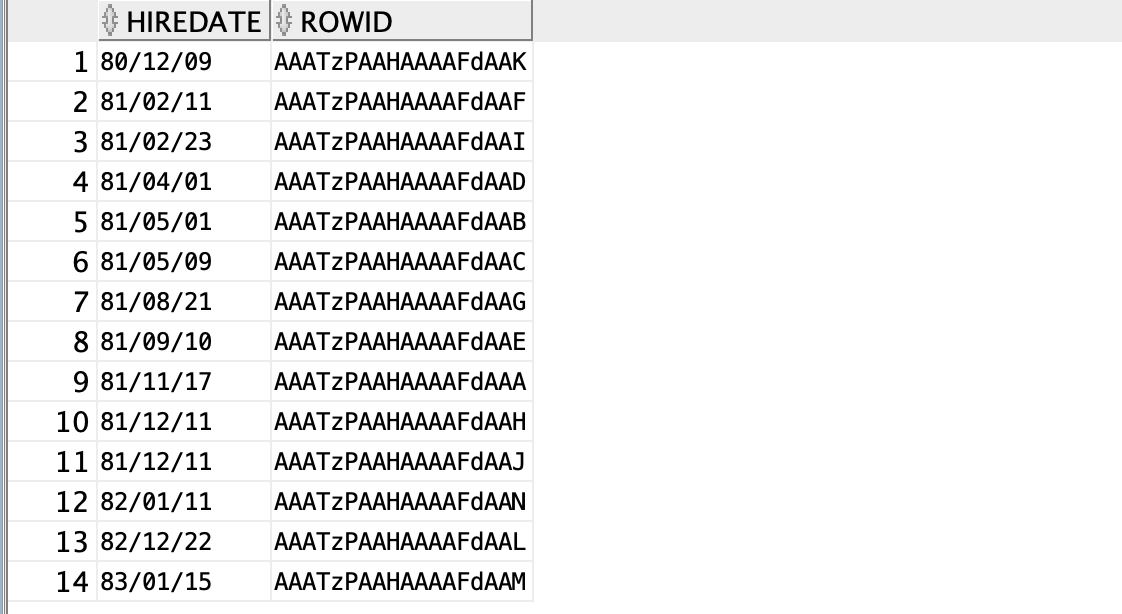 HIREDATE ROWID
1 80/12/09 AAATzPAAHAAAAFdAAK
2 81/02/11 AAATzPAAHAAAAFdAAF
3 81/02/23 AAATzPAAHAAAAFdAAI
4 81/04/01 AAATzPAAHAAAAFdAAD
5 81/05/01 AAATzPAAHAAAAFdAAB
6 81/05/09 AAATzPAAHAAAAFdAAC
7 81/08/21 AAATzPAAHAAAAFdAAG
8 81/09/10 AAATzPAAHAAAAFdAAE
9 81/11/17 AAATzPAAHAAAAFdAAA
10 81/12/11 AAATzPAAHAAAAFdAAH
11 81/12/11 AAATzPAAHAAAAFdAAJ
12 82/01/11 AAATzPAAHAAAAFdAAN
13 82/12/22 AAATzPAAHAAAAFdAAL
14 83/01/15 AAATzPAAHAAAAFdAAM